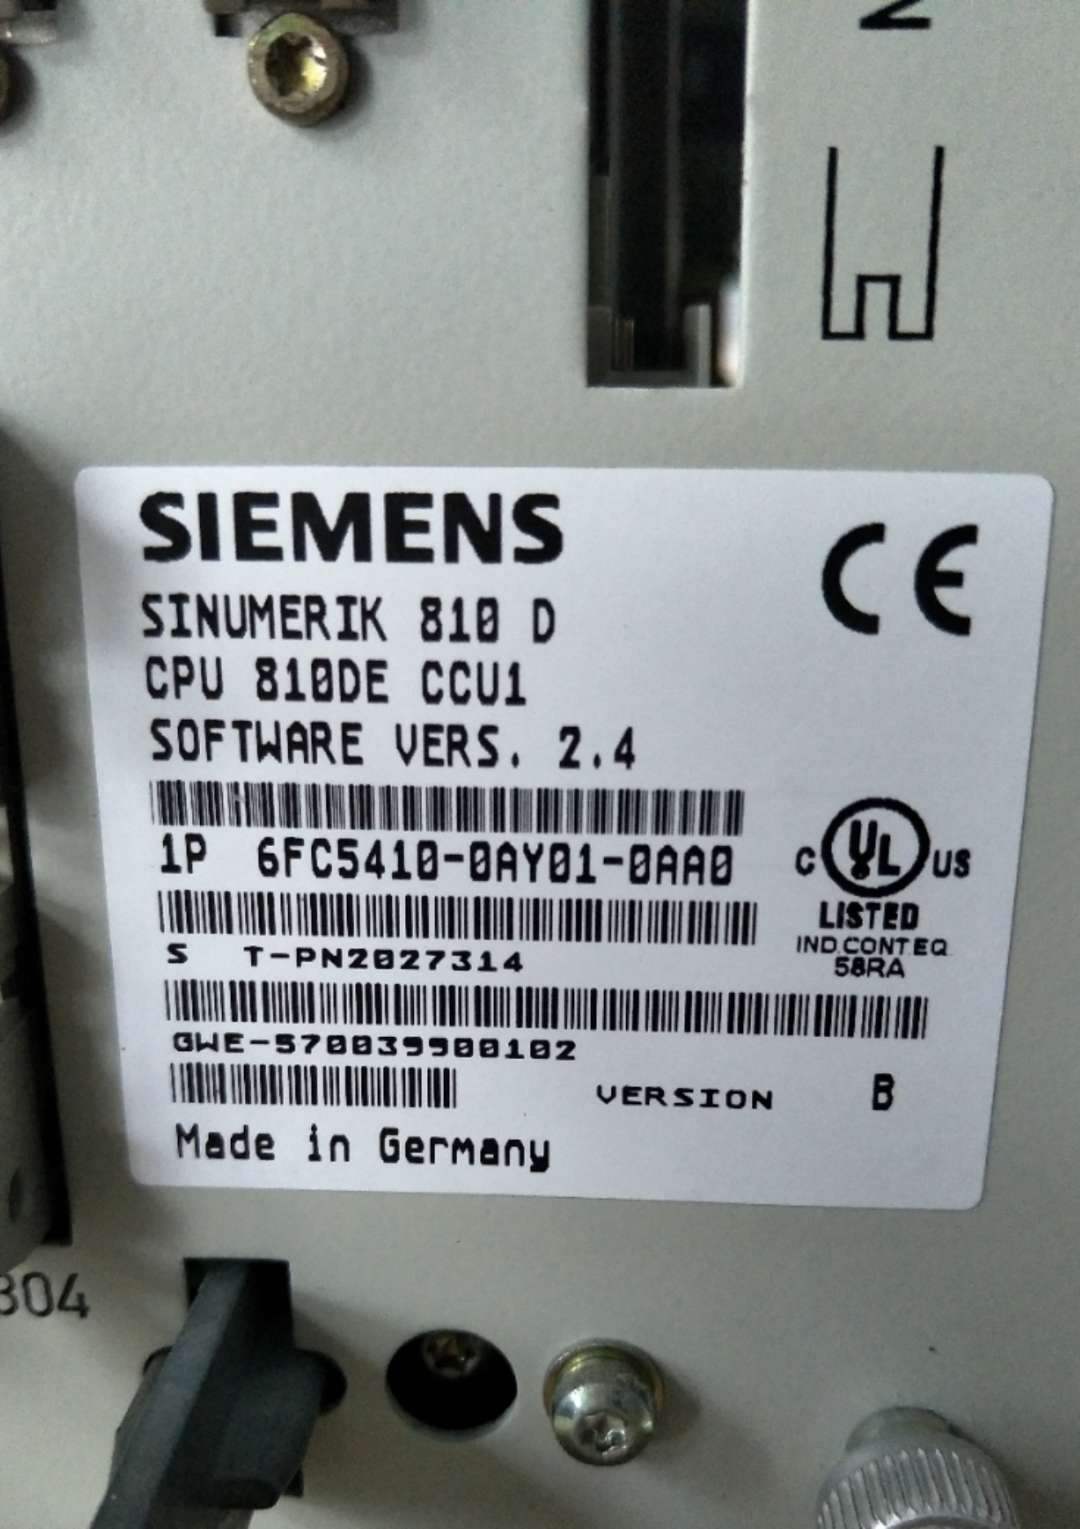 SIEMENS
CE
SINUMERIK 810 D
CPU 810DE CCU1
SOFTWARE VERS. 2.4
1P 6FC5410-0AY01-0AA0
C UL US
LISTED
IND.CONT.EQ.
58RA
S T-PN2027314
GWE-570039900102
VERSION B
Made in Germany
304